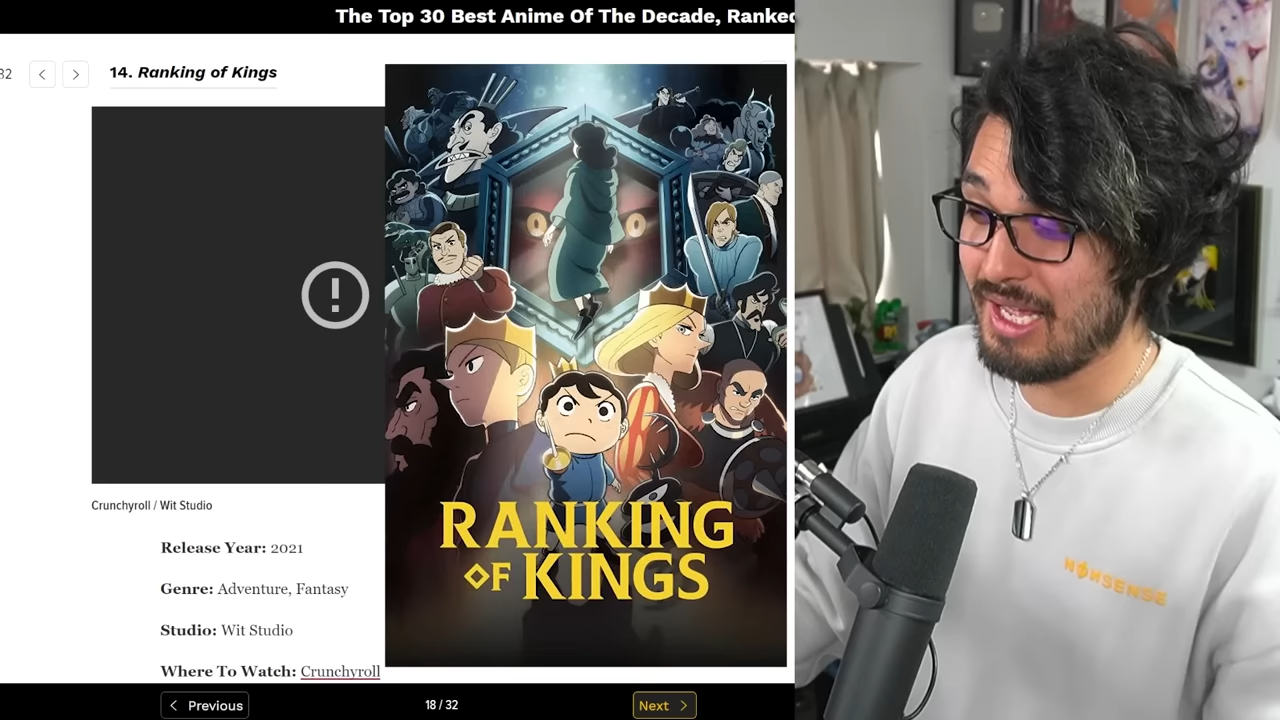 The Top 30 Best Anime Of The Decade, Ranked
32
14. Ranking of Kings
RANKING
OF KINGS
Crunchyroll / Wit Studio
Release Year: 2021
Genre: Adventure, Fantasy
Studio: Wit Studio
Where To Watch: Crunchyroll
Previous
18 / 32
Next
NONSENSE